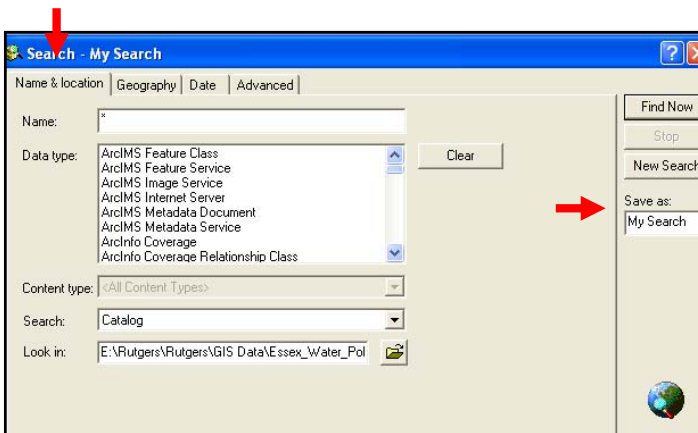 Search - My Search
Name & location Geography Date Advanced
Name: *
Data type: ArcIMS Feature Class
ArcIMS Feature Service
ArcIMS Image Service
ArcIMS Internet Server
ArcIMS Metadata Document
ArcIMS Metadata Service
ArcInfo Coverage
ArcInfo Coverage Relationship Class
Clear
Content type: <All Content Types>
Search: Catalog
Look in: E:\Rutgers\Rutgers\GIS Data\Essex_Water_Pol
Find Now
Stop
New Search
Save as:
My Search